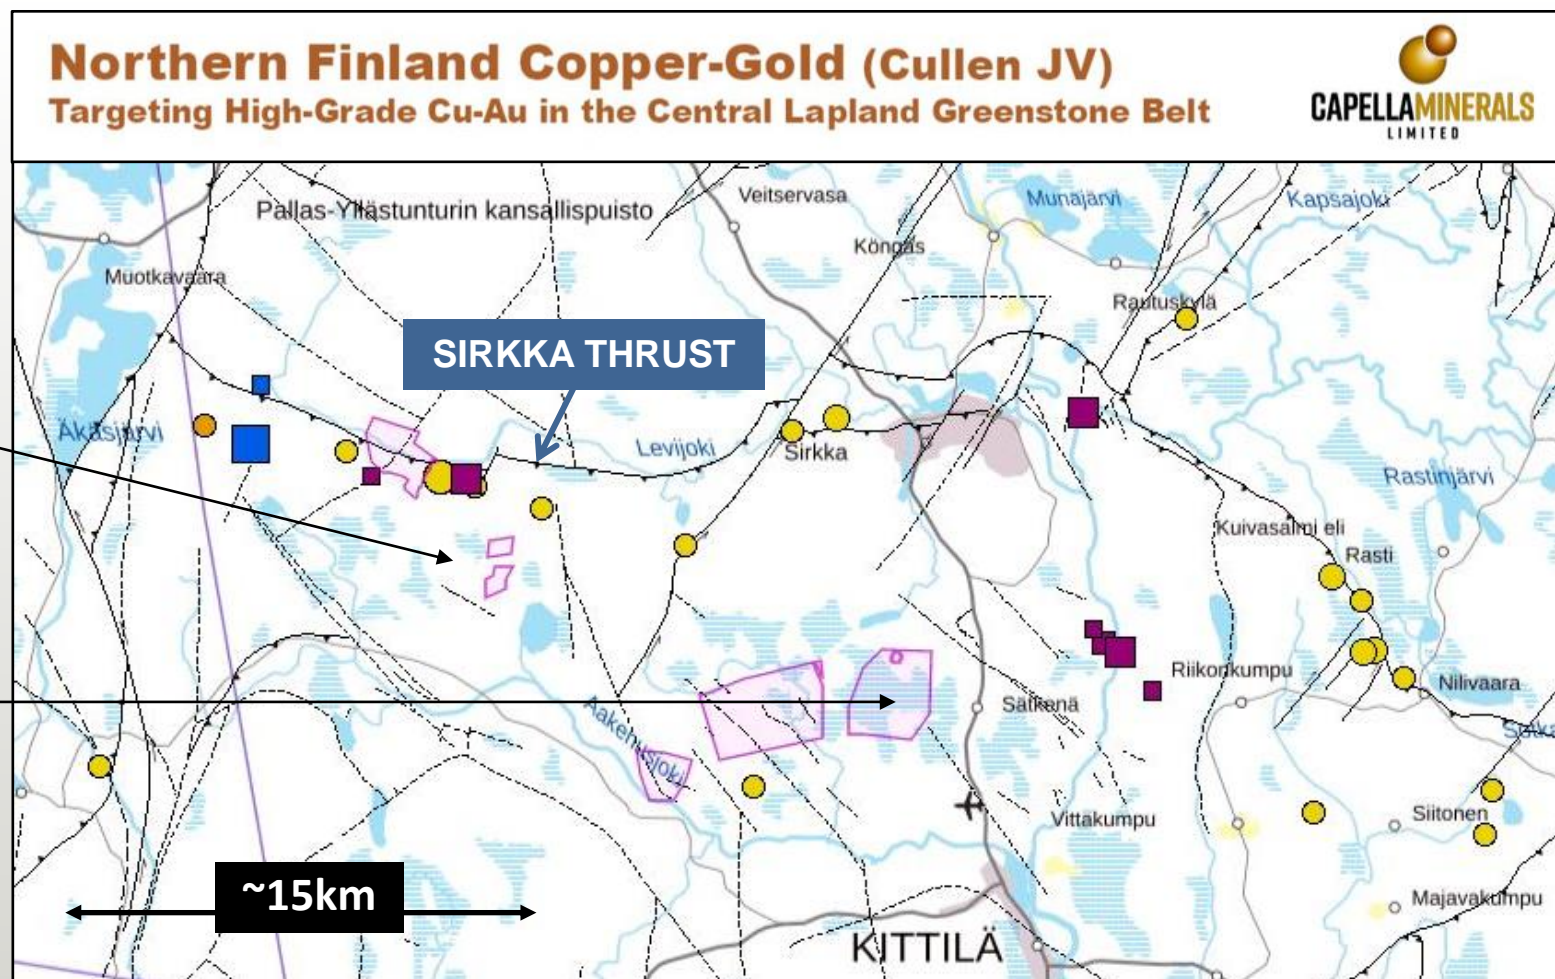 Northern Finland Copper-Gold (Cullen JV)
Targeting High-Grade Cu-Au in the Central Lapland Greenstone Belt
CAPELLAMINERALS
LIMITED
Veitservasa
Munajärvi
Kapsajoki
Pallas-Yllästunturin kansallispuisto
Köngäs
Muotkavaara
Rautuskylä
SIRKKA THRUST
Äkäsjärvi
Levijoki
Sirkka
Rastinjärvi
Kuivasalmi eli
Rasti
Riikonkumpu
Nilivaara
Sätkenä
Aakenusjoki
Vittakumpu
Siitonen
~15km
Majavakumpu
KITTILÄ